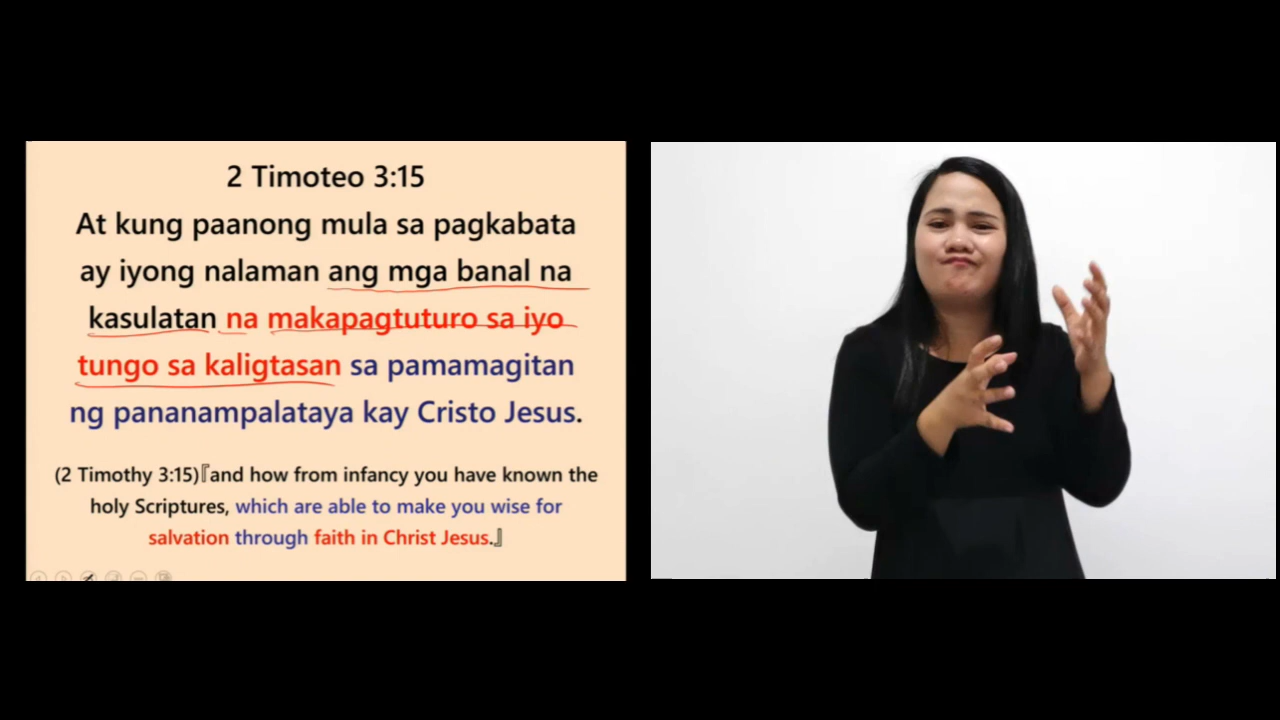 2 Timoteo 3:15
At kung paanong mula sa pagkabata
ay iyong nalaman ang mga banal na
kasulatan na makapagtuturo sa iyo
tungo sa kaligtasan sa pamamagitan
ng pananampalataya kay Cristo Jesus.
(2 Timothy 3:15)『and how from infancy you have known the
holy Scriptures, which are able to make you wise for
salvation through faith in Christ Jesus.』